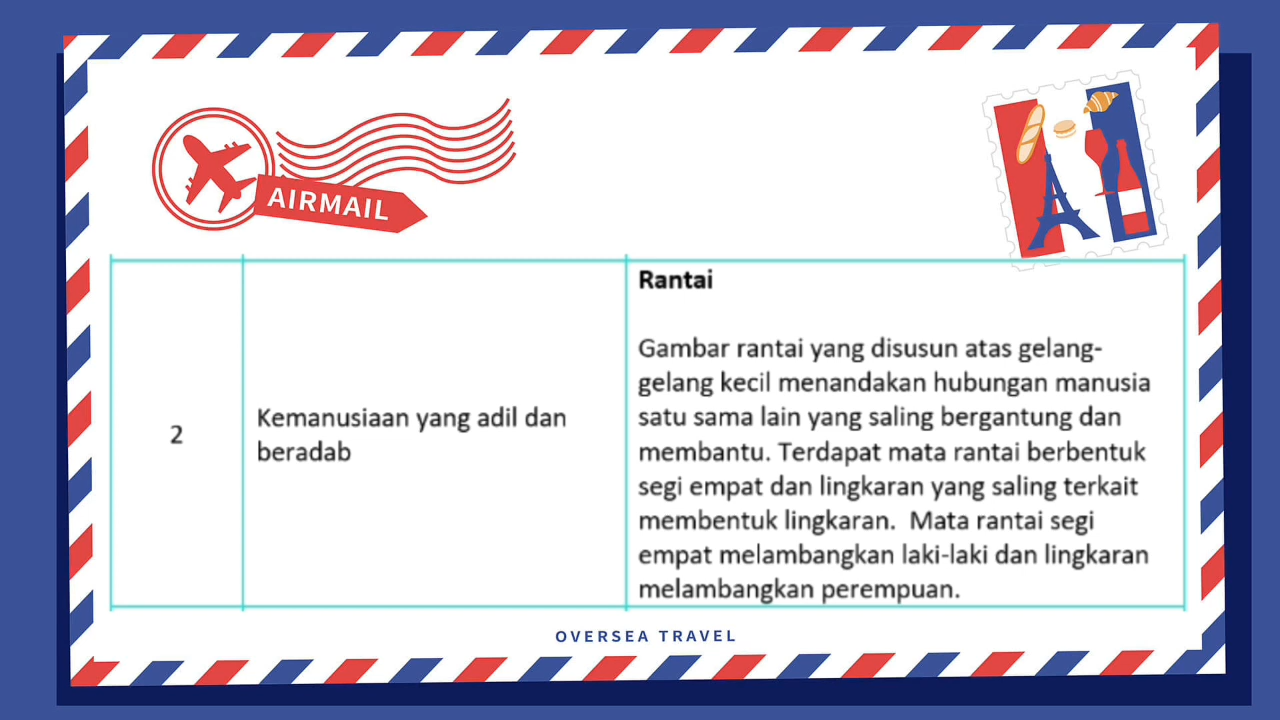 AIRMAIL
Rantai
Gambar rantai yang disusun atas gelang-
gelang kecil menandakan hubungan manusia
satu sama lain yang saling bergantung dan
membantu. Terdapat mata rantai berbentuk
segi empat dan lingkaran yang saling terkait
membentuk lingkaran.  Mata rantai segi
empat melambangkan laki-laki dan lingkaran
melambangkan perempuan.
2
Kemanusiaan yang adil dan
beradab
OVERSEA TRAVEL